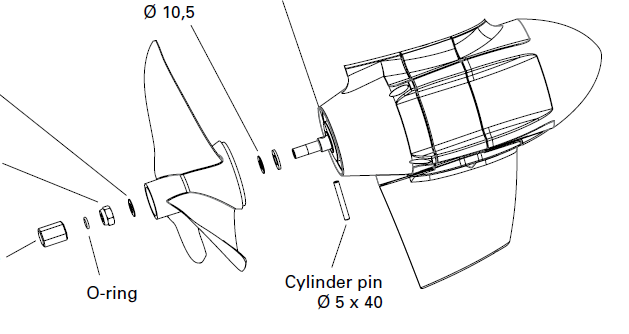 Ø 10,5
O-ring
Cylinder pin
Ø 5 x 40